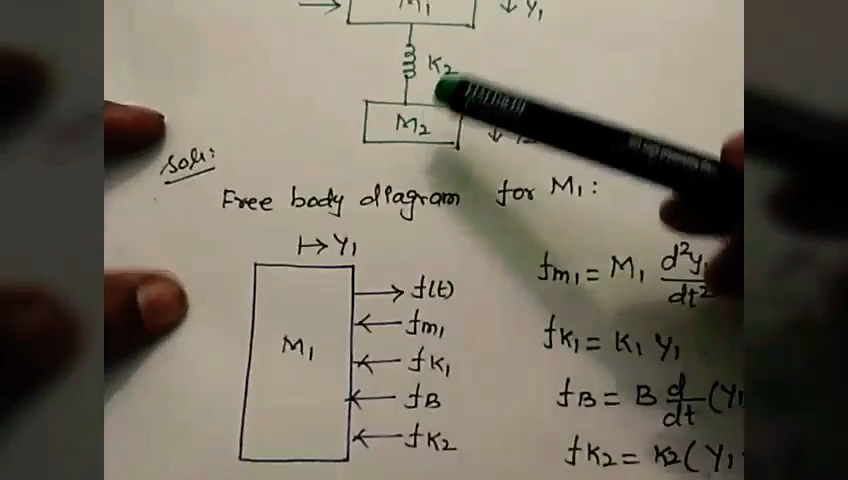 M1
Y1
K2
M2
Soln:
Free body diagram for M1:
Y1
M1
f(t)
fm1
fK1
fB
fK2
fm1 = M1 d²y1/dt²
fK1 = K1 Y1
fB = B d/dt (Y1
fK2 = K2 (Y1